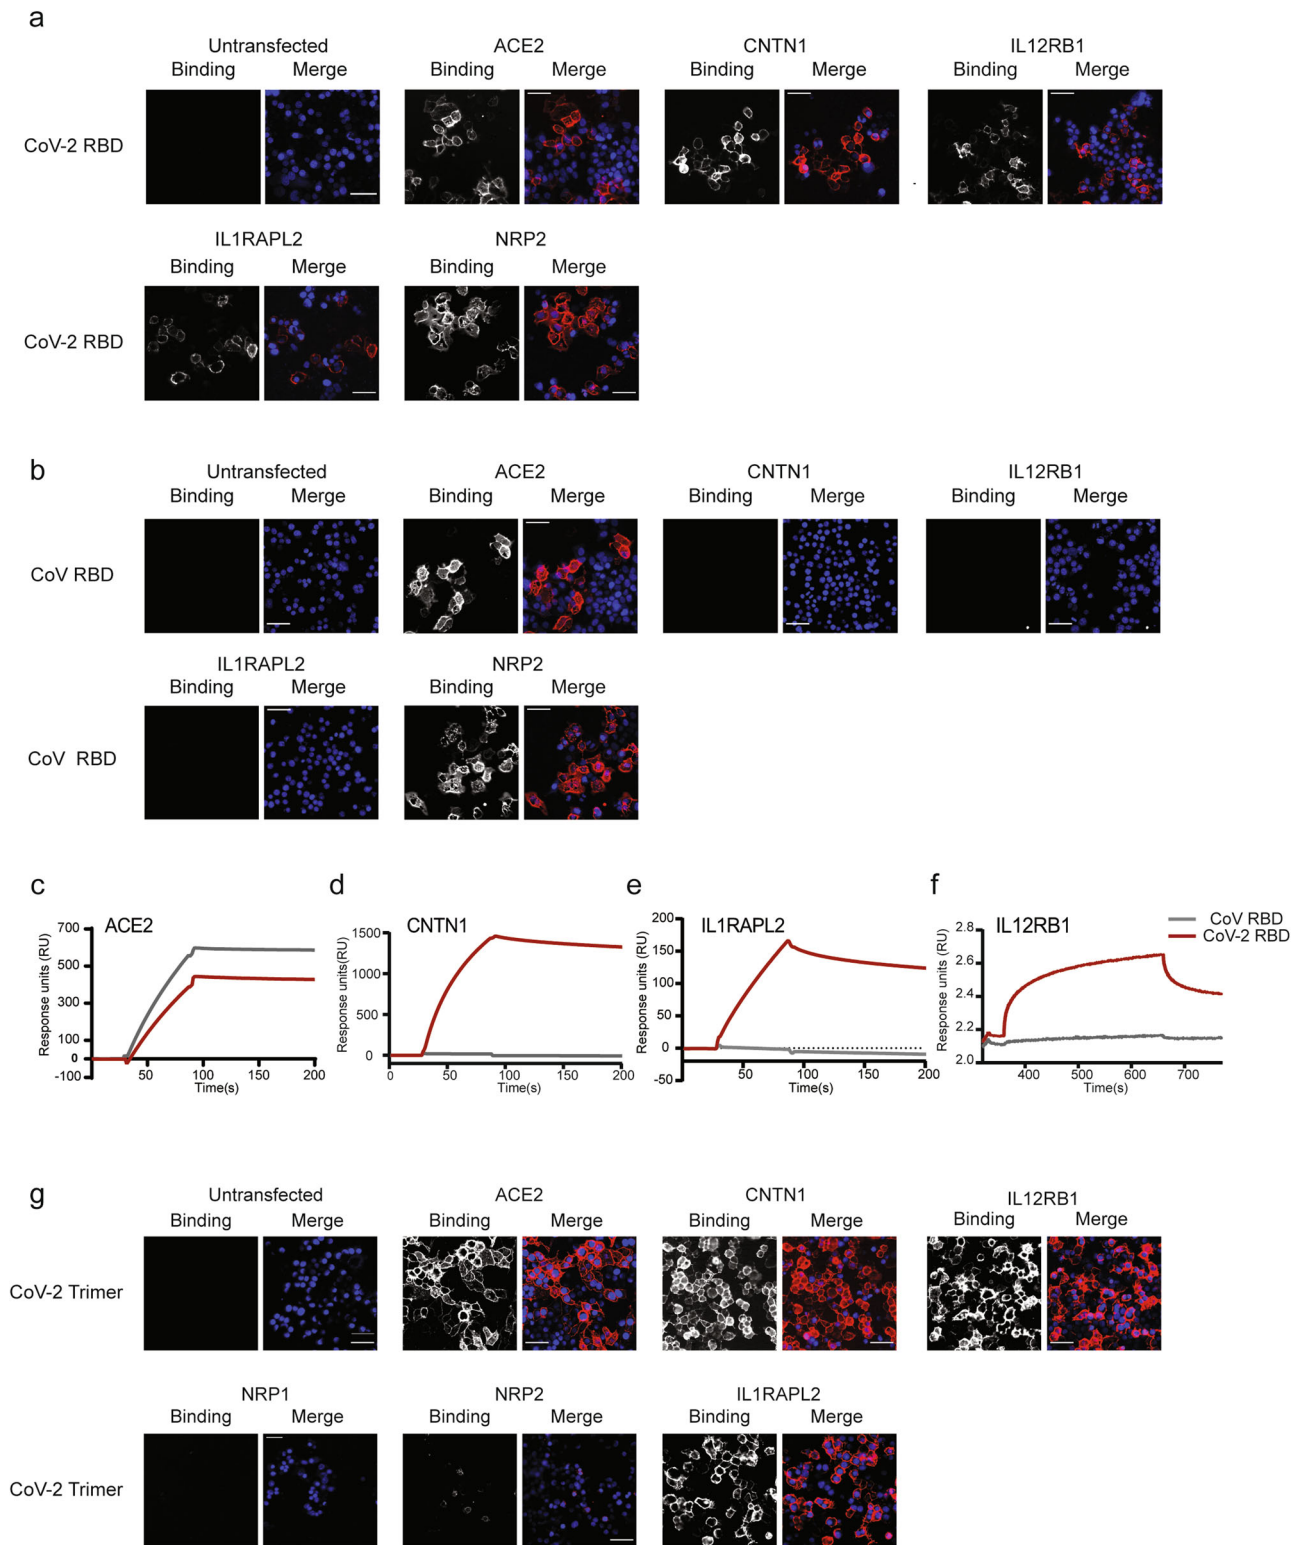 a
Untransfected ACE2 CNTN1 IL12RB1
Binding Merge Binding Merge Binding Merge Binding Merge
CoV-2 RBD
IL1RAPL2 NRP2
Binding Merge Binding Merge
CoV-2 RBD
b
Untransfected ACE2 CNTN1 IL12RB1
Binding Merge Binding Merge Binding Merge Binding Merge
CoV RBD
IL1RAPL2 NRP2
Binding Merge Binding Merge
CoV RBD
c
ACE2
Response units (RU)
700
500
300
100
0
-100
50 100 150 200
Time(s)
d
CNTN1
Response units(RU)
1500
1000
500
0
0 50 100 150 200
Time(s)
e
IL1RAPL2
Response units (RU)
200
150
100
50
0
-50
50 100 150 200
Time(s)
f
IL12RB1
Response units (RU)
2.8
2.6
2.4
2.2
2.0
400 500 600 700
Time(s)
CoV RBD
CoV-2 RBD
g
Untransfected ACE2 CNTN1 IL12RB1
Binding Merge Binding Merge Binding Merge Binding Merge
CoV-2 Trimer
NRP1 NRP2 IL1RAPL2
Binding Merge Binding Merge Binding Merge
CoV-2 Trimer